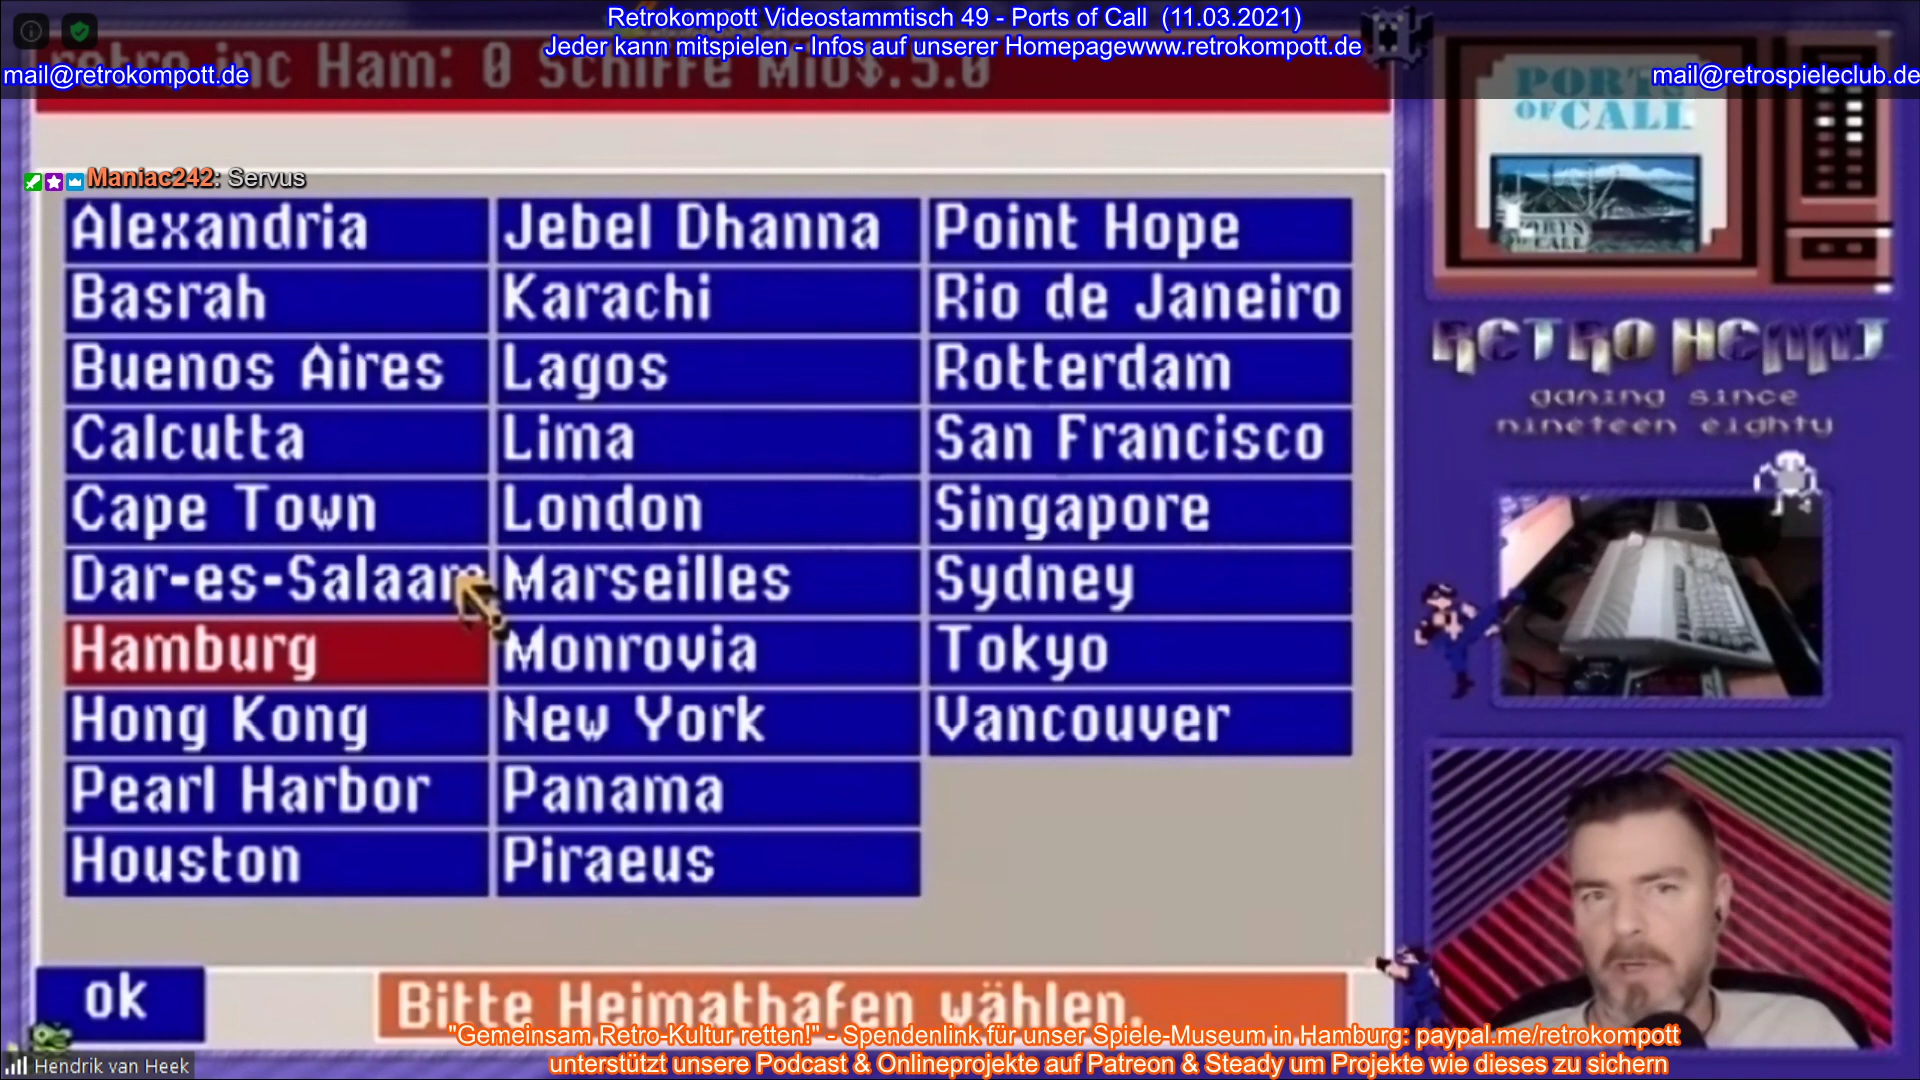 Retrokompott Videostammtisch 49 - Ports of Call (11.03.2021)
Jeder kann mitspielen - Infos auf unserer Homepagewww.retrokompott.de
mail@retrokompott.de
mail@retrospieleclub.de
inc Ham: 0 Schiffe Mio$.5.0
PORTS
OF CALL
PORTS
OF CALL
Maniac242: Servus
Alexandria
Jebel Dhanna
Point Hope
Basrah
Karachi
Rio de Janeiro
Buenos Aires
Lagos
Rotterdam
Calcutta
Lima
San Francisco
Cape Town
London
Singapore
Dar-es-Salaam
Marseilles
Sydney
Hamburg
Monrovia
Tokyo
Hong Kong
New York
Vancouver
Pearl Harbor
Panama
Houston
Piraeus
RETRO HENNI
gaming since
nineteen eighty
ok
Bitte Heimathafen wählen.
"Gemeinsam Retro-Kultur retten!" - Spendenlink für unser Spiele-Museum in Hamburg: paypal.me/retrokompott
unterstützt unsere Podcast & Onlineprojekte auf Patreon & Steady um Projekte wie dieses zu sichern
Hendrik van Heek